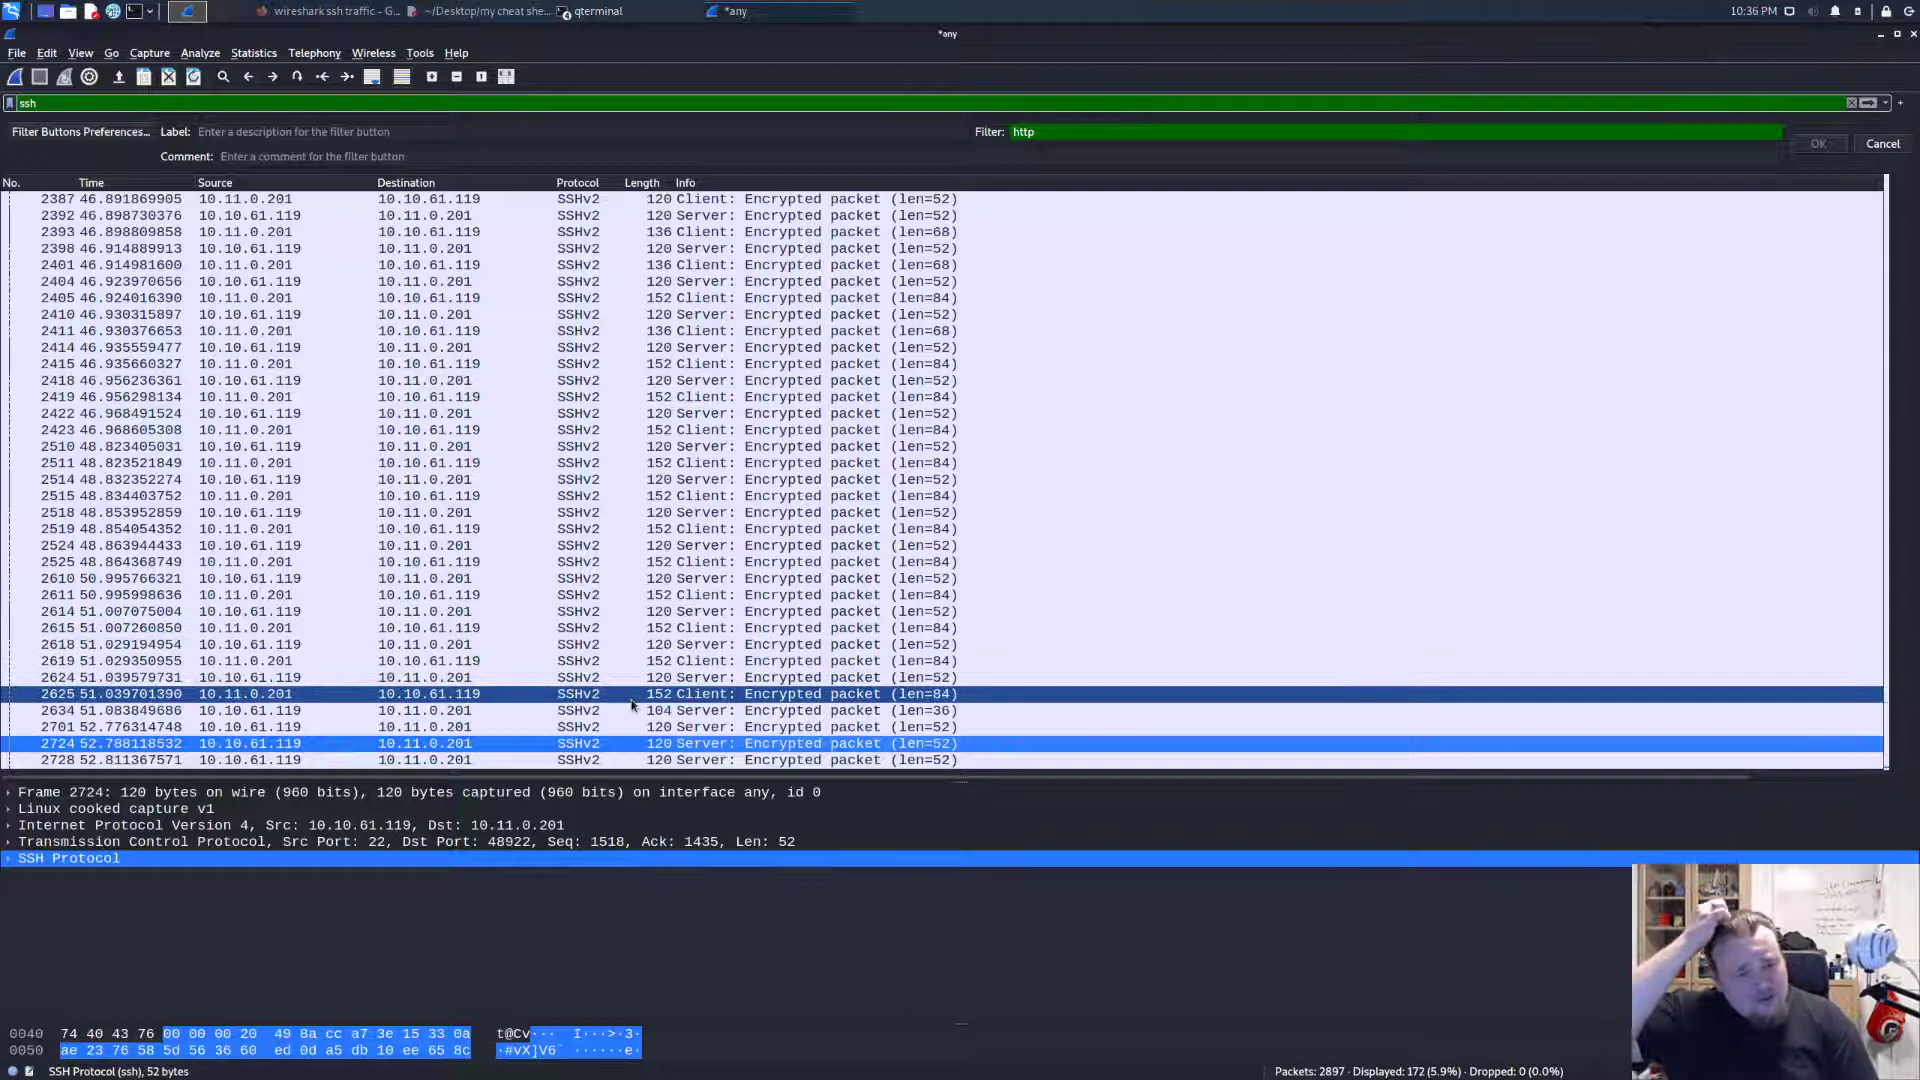 wireshark ssh traffic - G... ~/Desktop/my cheat she... qterminal *any 10:36 PM
*any
File Edit View Go Capture Analyze Statistics Telephony Wireless Tools Help
ssh
Filter Buttons Preferences... Label: Enter a description for the filter button Filter: http
OK Cancel
Comment: Enter a comment for the filter button
No. Time Source Destination Protocol Length Info
2387 46.891869905 10.11.0.201 10.10.61.119 SSHv2 120 Client: Encrypted packet (len=52)
2392 46.898730376 10.10.61.119 10.11.0.201 SSHv2 120 Server: Encrypted packet (len=52)
2393 46.898809858 10.11.0.201 10.10.61.119 SSHv2 136 Client: Encrypted packet (len=68)
2398 46.914889913 10.10.61.119 10.11.0.201 SSHv2 120 Server: Encrypted packet (len=52)
2401 46.914981600 10.11.0.201 10.10.61.119 SSHv2 136 Client: Encrypted packet (len=68)
2404 46.923970656 10.10.61.119 10.11.0.201 SSHv2 120 Server: Encrypted packet (len=52)
2405 46.924016390 10.11.0.201 10.10.61.119 SSHv2 152 Client: Encrypted packet (len=84)
2410 46.930315897 10.10.61.119 10.11.0.201 SSHv2 120 Server: Encrypted packet (len=52)
2411 46.930376653 10.11.0.201 10.10.61.119 SSHv2 136 Client: Encrypted packet (len=68)
2414 46.935559477 10.10.61.119 10.11.0.201 SSHv2 120 Server: Encrypted packet (len=52)
2415 46.935660327 10.11.0.201 10.10.61.119 SSHv2 152 Client: Encrypted packet (len=84)
2418 46.956236361 10.10.61.119 10.11.0.201 SSHv2 120 Server: Encrypted packet (len=52)
2419 46.956298134 10.11.0.201 10.10.61.119 SSHv2 152 Client: Encrypted packet (len=84)
2422 46.968491524 10.10.61.119 10.11.0.201 SSHv2 120 Server: Encrypted packet (len=52)
2423 46.968605308 10.11.0.201 10.10.61.119 SSHv2 152 Client: Encrypted packet (len=84)
2510 48.823405031 10.10.61.119 10.11.0.201 SSHv2 120 Server: Encrypted packet (len=52)
2511 48.823521849 10.11.0.201 10.10.61.119 SSHv2 152 Client: Encrypted packet (len=84)
2514 48.832352274 10.10.61.119 10.11.0.201 SSHv2 120 Server: Encrypted packet (len=52)
2515 48.834403752 10.11.0.201 10.10.61.119 SSHv2 152 Client: Encrypted packet (len=84)
2518 48.853952859 10.10.61.119 10.11.0.201 SSHv2 120 Server: Encrypted packet (len=52)
2519 48.854054352 10.11.0.201 10.10.61.119 SSHv2 152 Client: Encrypted packet (len=84)
2524 48.863944433 10.10.61.119 10.11.0.201 SSHv2 120 Server: Encrypted packet (len=52)
2525 48.864368749 10.11.0.201 10.10.61.119 SSHv2 152 Client: Encrypted packet (len=84)
2610 50.995766321 10.10.61.119 10.11.0.201 SSHv2 120 Server: Encrypted packet (len=52)
2611 50.995998636 10.11.0.201 10.10.61.119 SSHv2 152 Client: Encrypted packet (len=84)
2614 51.007075004 10.10.61.119 10.11.0.201 SSHv2 120 Server: Encrypted packet (len=52)
2615 51.007260850 10.11.0.201 10.10.61.119 SSHv2 152 Client: Encrypted packet (len=84)
2618 51.029194954 10.10.61.119 10.11.0.201 SSHv2 120 Server: Encrypted packet (len=52)
2619 51.029350955 10.11.0.201 10.10.61.119 SSHv2 152 Client: Encrypted packet (len=84)
2624 51.039579731 10.10.61.119 10.11.0.201 SSHv2 120 Server: Encrypted packet (len=52)
2625 51.039701390 10.11.0.201 10.10.61.119 SSHv2 152 Client: Encrypted packet (len=84)
2634 51.083849686 10.10.61.119 10.11.0.201 SSHv2 104 Server: Encrypted packet (len=36)
2701 52.776314748 10.10.61.119 10.11.0.201 SSHv2 120 Server: Encrypted packet (len=52)
2724 52.788118532 10.10.61.119 10.11.0.201 SSHv2 120 Server: Encrypted packet (len=52)
2728 52.811367571 10.10.61.119 10.11.0.201 SSHv2 120 Server: Encrypted packet (len=52)
Frame 2724: 120 bytes on wire (960 bits), 120 bytes captured (960 bits) on interface any, id 0
Linux cooked capture v1
Internet Protocol Version 4, Src: 10.10.61.119, Dst: 10.11.0.201
Transmission Control Protocol, Src Port: 22, Dst Port: 48922, Seq: 1518, Ack: 1435, Len: 52
SSH Protocol
0040 74 40 43 76 00 00 00 20 49 8a cc a7 3e 15 33 0a t@Cv··· I···>·3·
0050 ae 23 76 58 5d 56 36 60 ed 0d a5 db 10 ee 65 8c ·#vX]V6` ······e·
SSH Protocol (ssh), 52 bytes Packets: 2897 · Displayed: 172 (5.9%) · Dropped: 0 (0.0%)